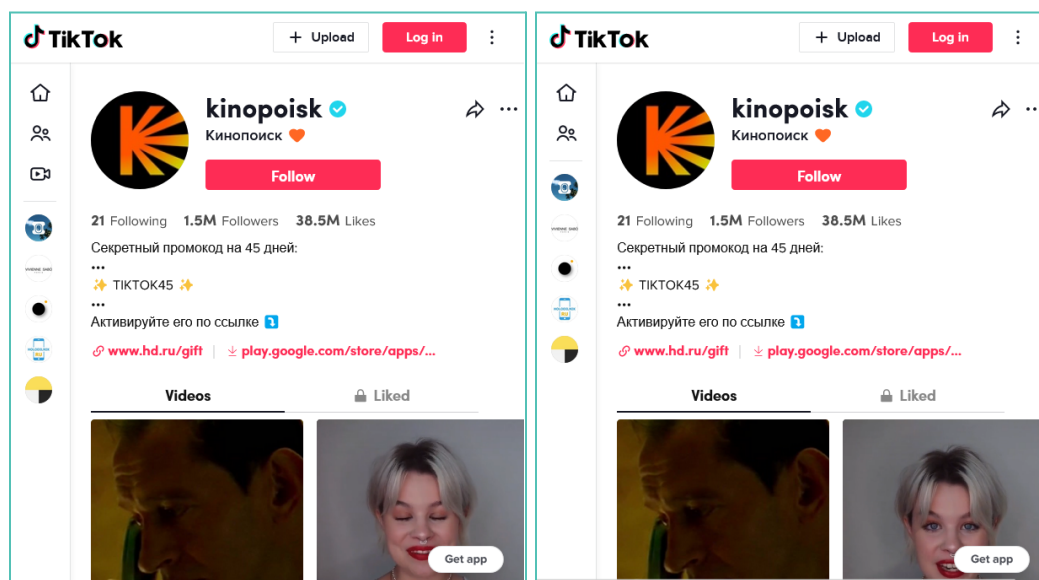 TikTok
+ Upload
Log in
kinopoisk
Кинопоиск
Follow
21 Following 1.5M Followers 38.5M Likes
Секретный промокод на 45 дней:
•••
✨ TIKTOK45 ✨
•••
Активируйте его по ссылке ⤵
www.hd.ru/gift
play.google.com/store/apps/...
Videos
Liked
Get app
TikTok
+ Upload
Log in
kinopoisk
Кинопоиск
Follow
21 Following 1.5M Followers 38.5M Likes
Секретный промокод на 45 дней:
•••
✨ TIKTOK45 ✨
•••
Активируйте его по ссылке ⤵
www.hd.ru/gift
play.google.com/store/apps/...
Videos
Liked
Get app